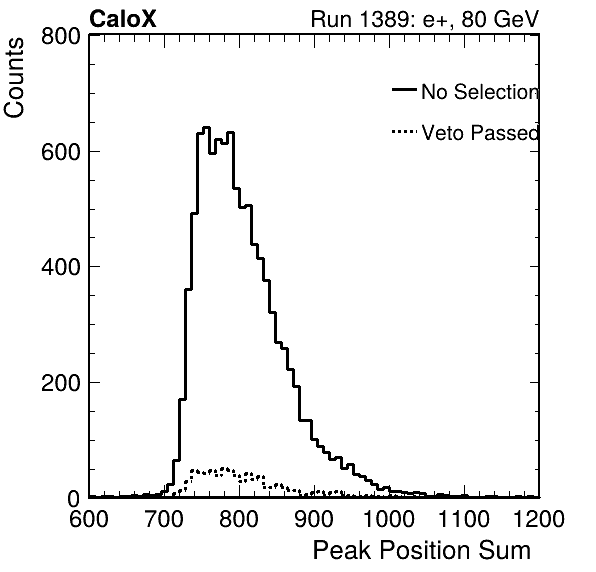 CaloX Run 1389: e+, 80 GeV
Counts
800
No Selection
Veto Passed
600
400
200
0
600 700 800 900 1000 1100 1200
Peak Position Sum